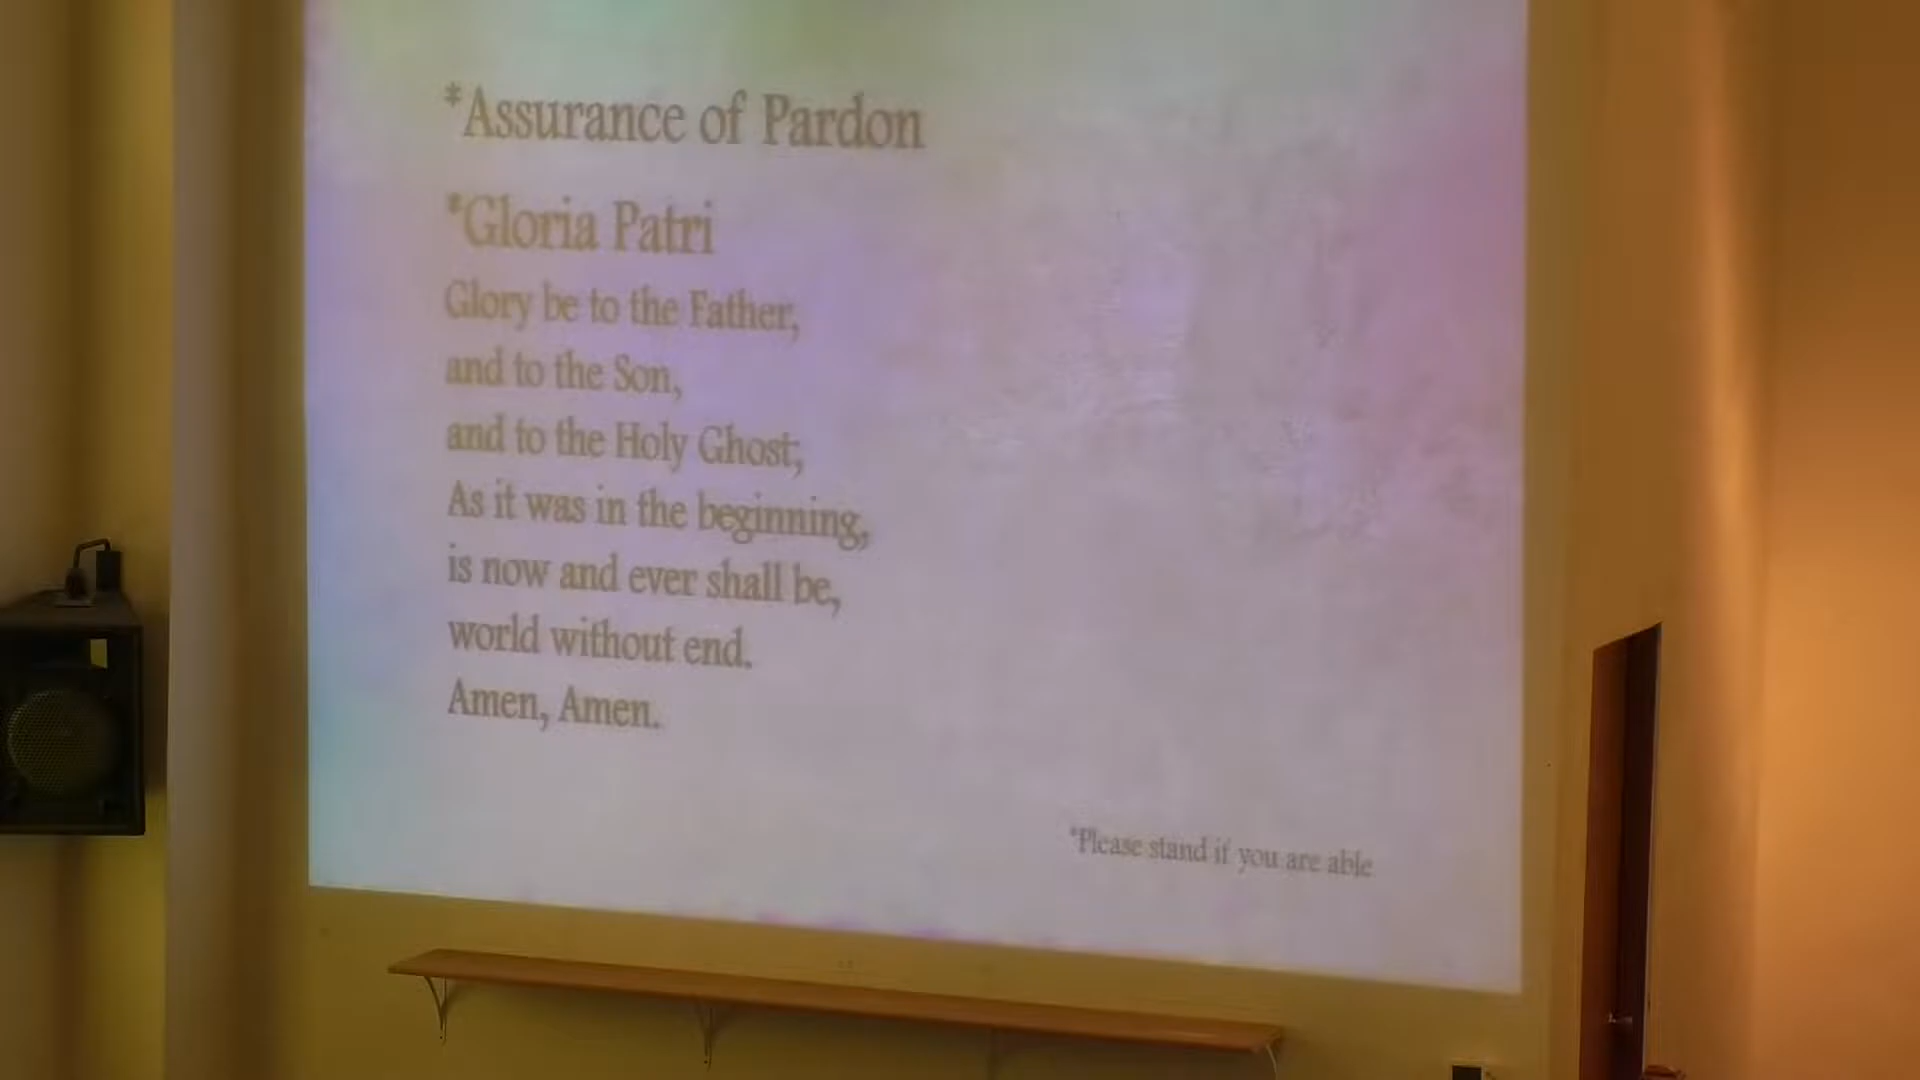 *Assurance of Pardon
*Gloria Patri
Glory be to the Father,
and to the Son,
and to the Holy Ghost;
As it was in the beginning,
is now and ever shall be,
world without end.
Amen, Amen.
*Please stand if you are able